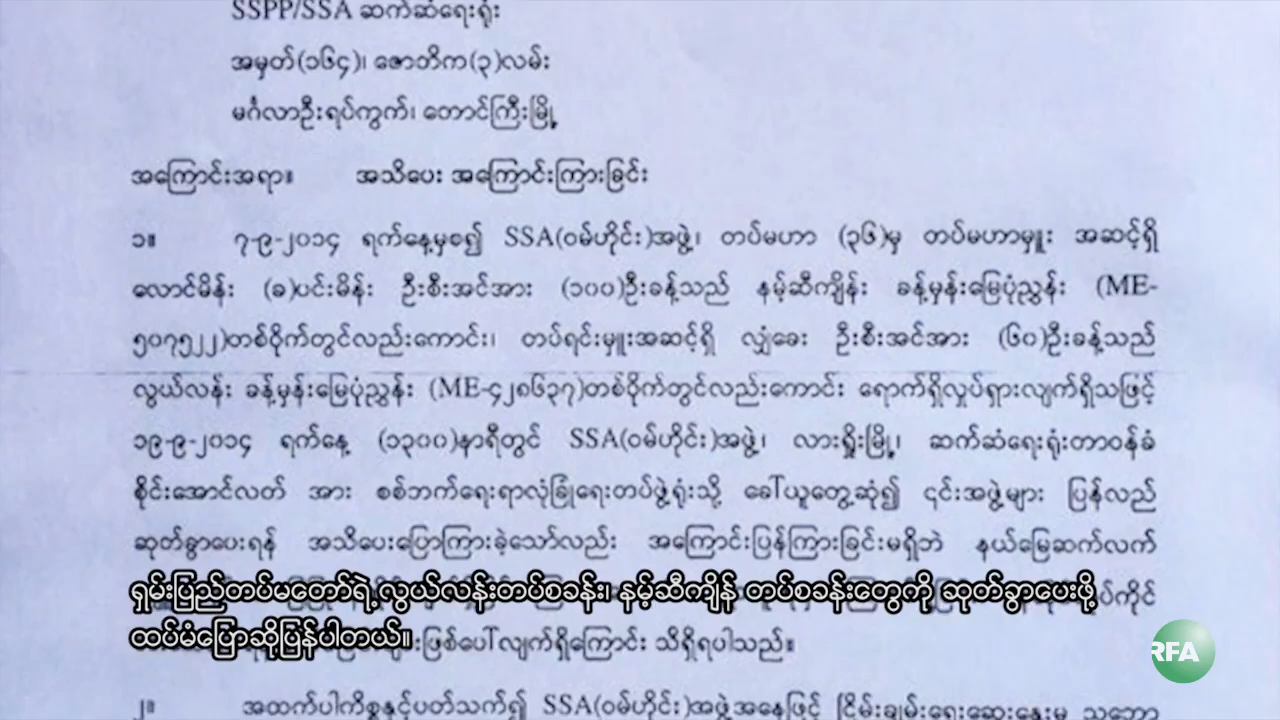 SSPP/SSA ဆက်ဆံရေးရုံး
အမှတ်(၁၆၄)၊ ဇောတိက(၃)လမ်း
မင်္ဂလာဦးရပ်ကွက်၊ တောင်ကြီးမြို့
အကြောင်းအရာ။ အသိပေး အကြောင်းကြားခြင်း
၁။ ၇-၉-၂၀၁၄ ရက်နေ့မှစ၍ SSA(ဝမ်ဟိုင်း)အဖွဲ့၊ တပ်မဟာ (၃၆)မှ တပ်မဟာမှူး အဆင့်ရှိ
လောင်မိန်း (ခ)ပင်းမိန်း ဦးစီးအင်အား (၁၀၀)ဦးခန့်သည် နမ့်ဆီကျိန်း ခန့်မှန်းမြေပုံညွှန်း (ME-
၅၀၇၅၂၂)တစ်ဝိုက်တွင်လည်းကောင်း၊ တပ်ရင်းမှူးအဆင့်ရှိ လျှံခေး ဦးစီးအင်အား (၆၀)ဦးခန့်သည်
လွယ်လန်း ခန့်မှန်းမြေပုံညွှန်း (ME-၄၂၈၆၃၇)တစ်ဝိုက်တွင်လည်းကောင်း ရောက်ရှိလှုပ်ရှားလျက်ရှိသဖြင့်
၁၉-၉-၂၀၁၄ ရက်နေ့ (၁၃၀၀)နာရီတွင် SSA(ဝမ်ဟိုင်း)အဖွဲ့၊ လားရှိုးမြို့၊ ဆက်ဆံရေးရုံးတာဝန်ခံ
စိုင်းအောင်လတ် အား စစ်ဘက်ရေးရာလုံခြုံရေးတပ်ဖွဲ့ရုံးသို့ ခေါ်ယူတွေ့ဆုံ၍ ၎င်းအဖွဲ့များ ပြန်လည်
ဆုတ်ခွာပေးရန် အသိပေးပြောကြားခဲ့သော်လည်း အကြောင်းပြန်ကြားခြင်းမရှိဘဲ နယ်မြေဆက်လက်
ရှမ်းပြည်တပ်မတော်ရဲ့လွယ်လန်းတပ်စခန်း၊ နမ့်ဆီကျိန် တပ်စခန်းတွေကို ဆုတ်ခွာပေးဖို့
ထပ်မံပြောဆိုပြန်ပါတယ်။
ဖြစ်ပေါ်လျက်ရှိကြောင်း သိရှိရပါသည်။
RFA
၂။ အထက်ပါကိစ္စနှင့်ပတ်သက်၍ SSA(ဝမ်ဟိုင်း)အဖွဲ့အနေဖြင့် ငြိမ်းချမ်းရေးဆွေးနွေးမှု သဘော